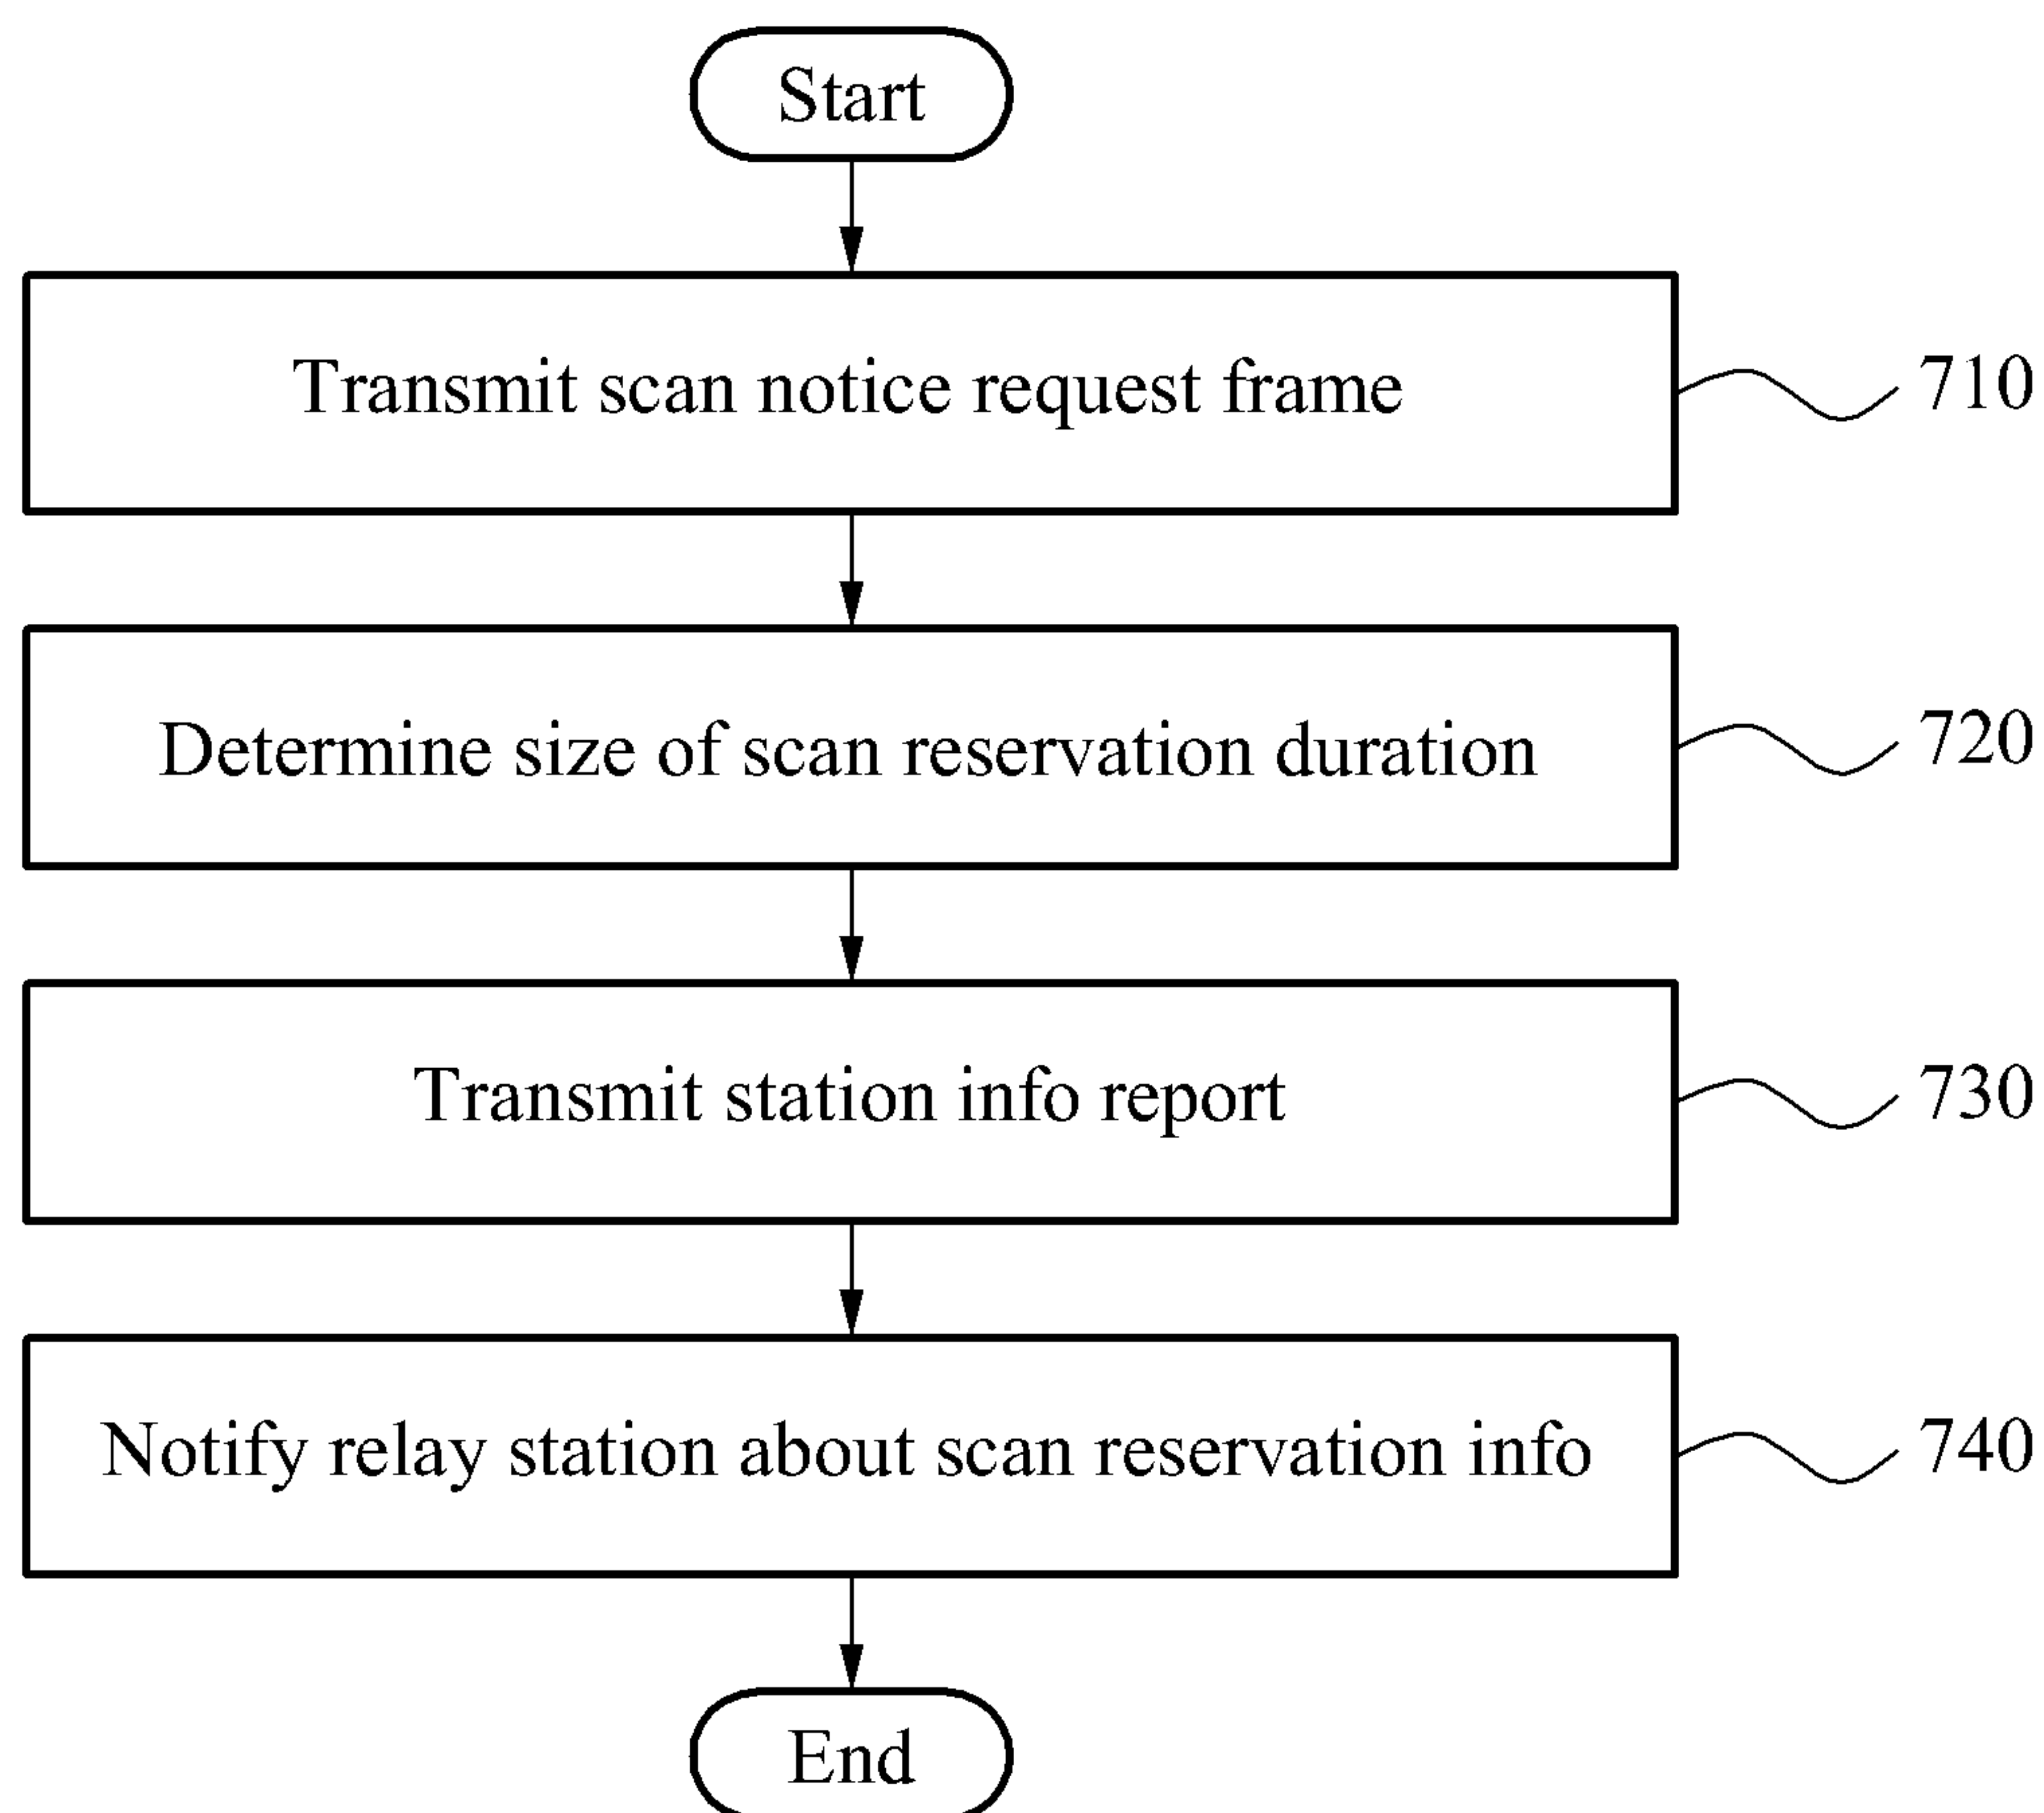 Start
Transmit scan notice request frame
710
Determine size of scan reservation duration
720
Transmit station info report
730
Notify relay station about scan reservation info
740
End